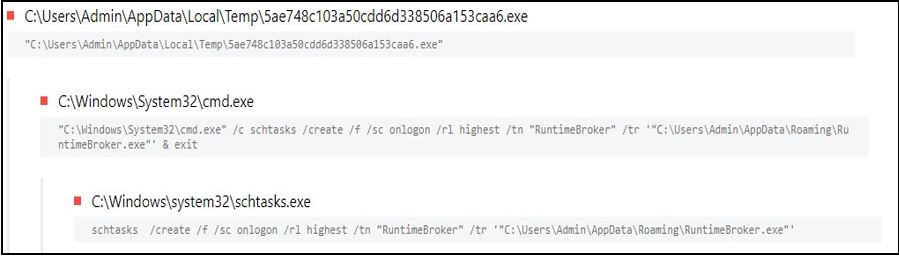 C:\Users\Admin\AppData\Local\Temp\5ae748c103a50cdd6d338506a153caa6.exe
"C:\Users\Admin\AppData\Local\Temp\5ae748c103a50cdd6d338506a153caa6.exe"
C:\Windows\System32\cmd.exe
"C:\Windows\System32\cmd.exe" /c schtasks /create /f /sc onlogon /rl highest /tn "RuntimeBroker" /tr '"C:\Users\Admin\AppData\Roaming\Ru
ntimeBroker.exe"' & exit
C:\Windows\system32\schtasks.exe
schtasks  /create /f /sc onlogon /rl highest /tn "RuntimeBroker" /tr '"C:\Users\Admin\AppData\Roaming\RuntimeBroker.exe"'